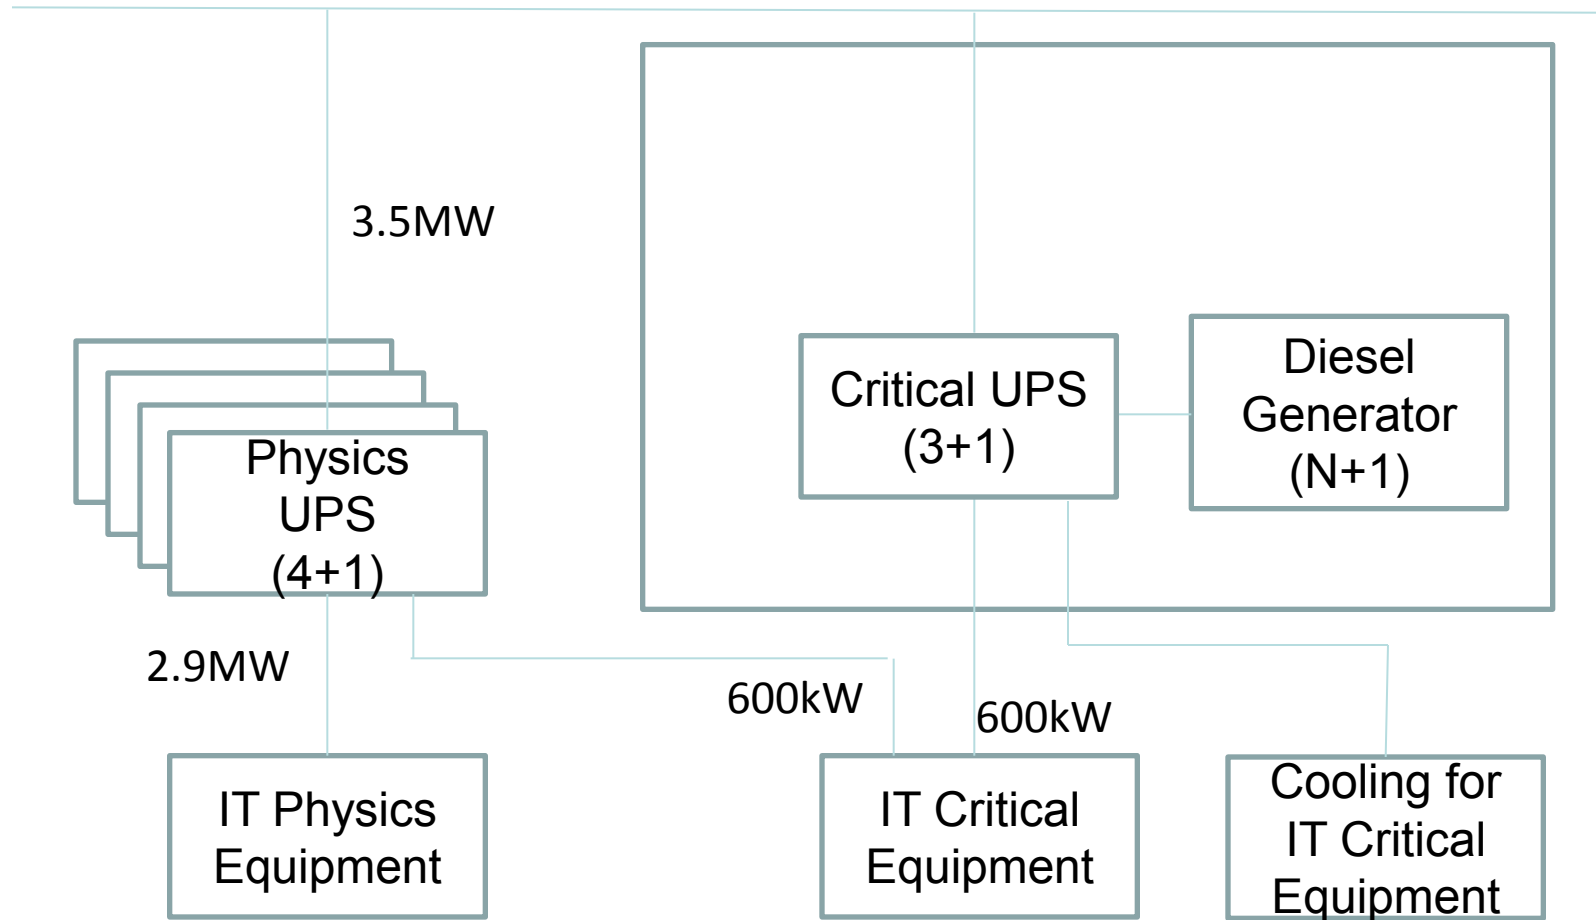 3.5MW
Physics
UPS
(4+1)
Critical UPS
(3+1)
Diesel
Generator
(N+1)
2.9MW
600kW
600kW
IT Physics
Equipment
IT Critical
Equipment
Cooling for
IT Critical
Equipment